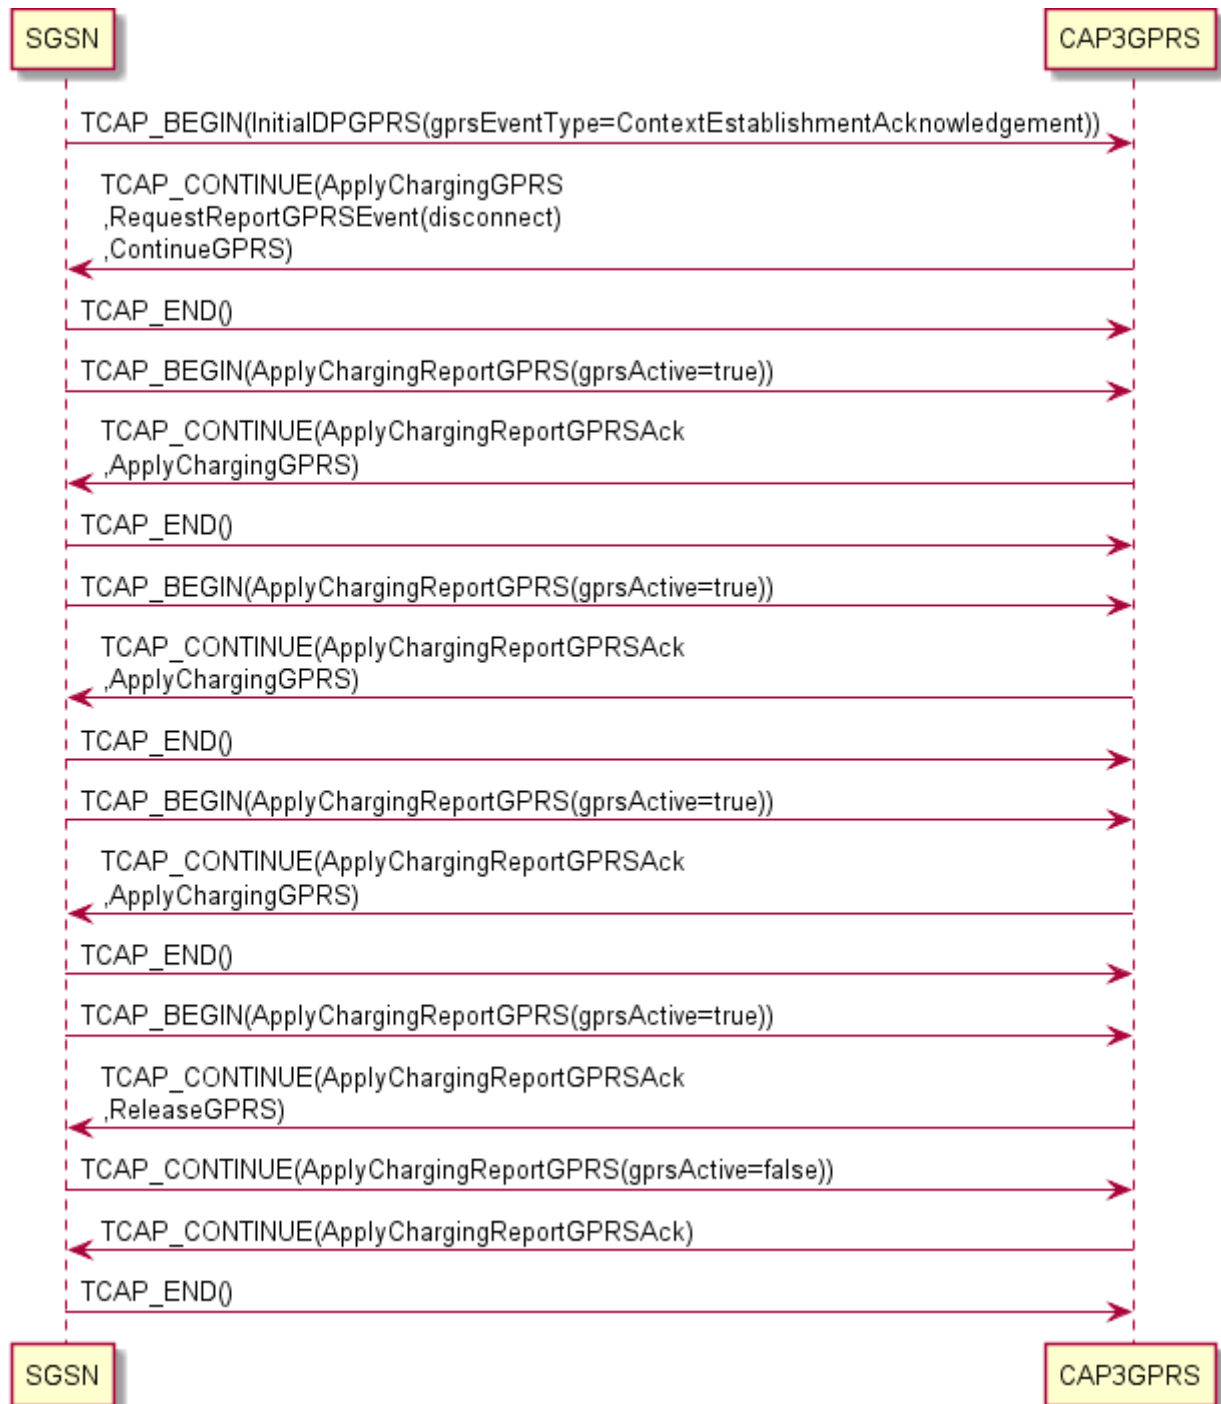 SGSN
CAP3GPRS
TCAP_BEGIN(InitialDPGPRS(gprsEventType=ContextEstablishmentAcknowledgement))
TCAP_CONTINUE(ApplyChargingGPRS
,RequestReportGPRSEvent(disconnect)
,ContinueGPRS)
TCAP_END()
TCAP_BEGIN(ApplyChargingReportGPRS(gprsActive=true))
TCAP_CONTINUE(ApplyChargingReportGPRSAck
,ApplyChargingGPRS)
TCAP_END()
TCAP_BEGIN(ApplyChargingReportGPRS(gprsActive=true))
TCAP_CONTINUE(ApplyChargingReportGPRSAck
,ApplyChargingGPRS)
TCAP_END()
TCAP_BEGIN(ApplyChargingReportGPRS(gprsActive=true))
TCAP_CONTINUE(ApplyChargingReportGPRSAck
,ApplyChargingGPRS)
TCAP_END()
TCAP_BEGIN(ApplyChargingReportGPRS(gprsActive=true))
TCAP_CONTINUE(ApplyChargingReportGPRSAck
,ReleaseGPRS)
TCAP_CONTINUE(ApplyChargingReportGPRS(gprsActive=false))
TCAP_CONTINUE(ApplyChargingReportGPRSAck)
TCAP_END()
SGSN
CAP3GPRS